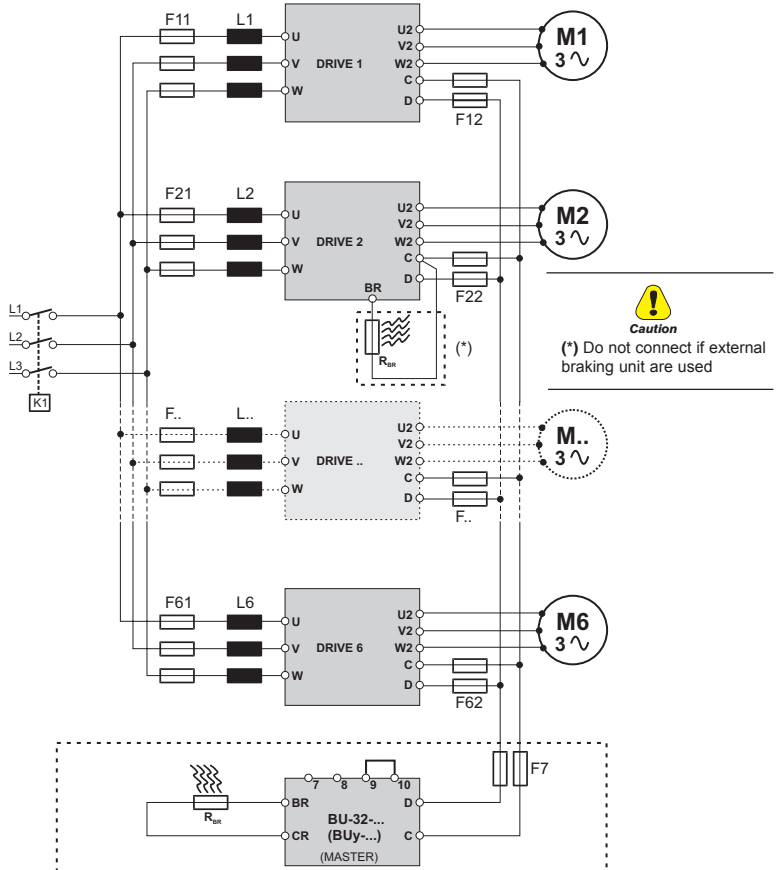 F11 L1
U
V
W
DRIVE 1
U2
V2
W2
C
D
F12
M1
3 ∿
F21 L2
U
V
W
DRIVE 2
U2
V2
W2
C
D
BR
F22
M2
3 ∿
R_BR
(*)
Caution
(*) Do not connect if external
braking unit are used
L1
L2
L3
K1
F.. L..
U
V
W
DRIVE ..
U2
V2
W2
C
D
F..
M..
3 ∿
F61 L6
U
V
W
DRIVE 6
U2
V2
W2
C
D
F62
M6
3 ∿
F7
7 8 9 10
R_BR
BR
CR
BU-32-...
(BUy-...)
(MASTER)
D
C